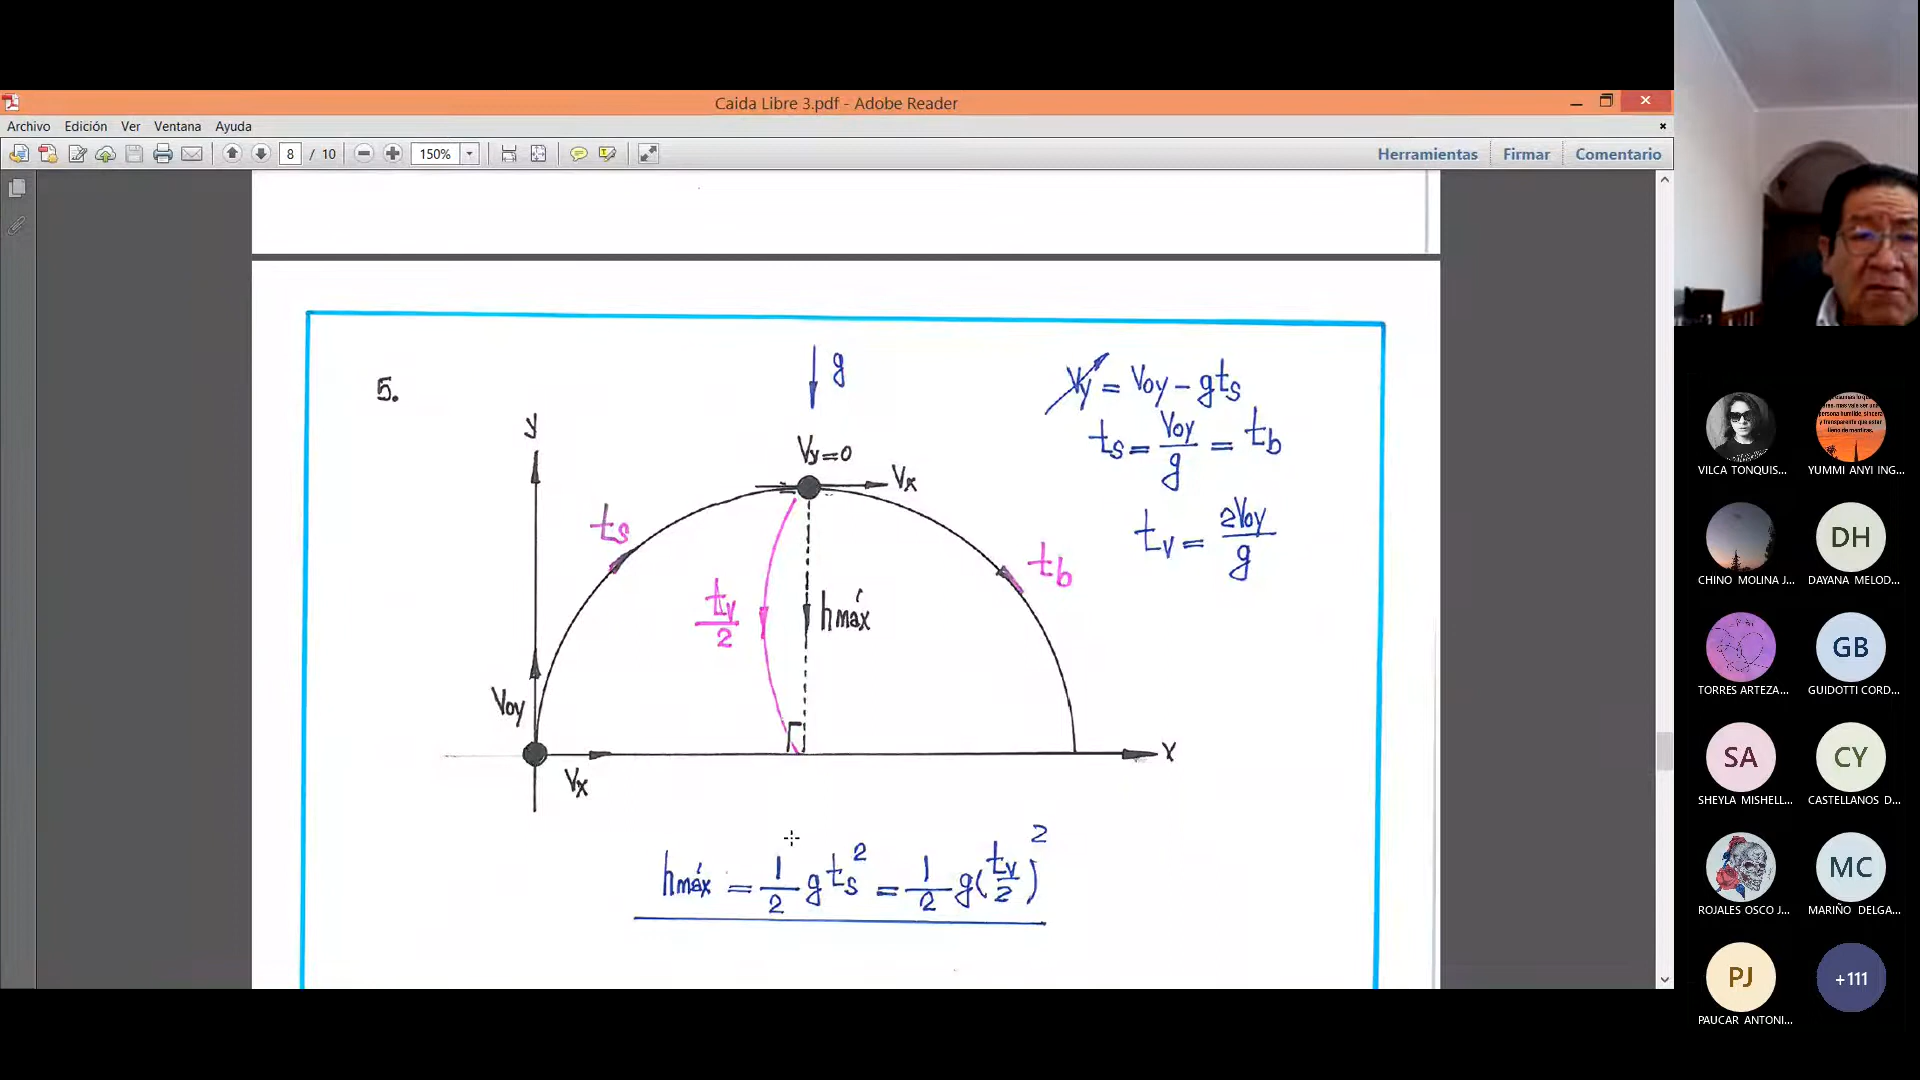 Caida Libre 3.pdf - Adobe Reader
Archivo Edición Ver Ventana Ayuda
8 / 10 150% Herramientas Firmar Comentario
5.
g
y
Vy=0
Vx
ts
tb
tv/2
hmáx
Voy
Vx
X
Vy = Voy - gts
ts = Voy/g = tb
tv = 2Voy/g
hmáx = 1/2 g ts² = 1/2 g(tv/2)²
VILCA TONQUIS...
YUMMI ANYI ING...
DH
CHINO MOLINA J...
DAYANA MELOD...
GB
TORRES ARTEZA...
GUIDOTTI CORD...
SA
CY
SHEYLA MISHELL...
CASTELLANOS D...
MC
ROJALES OSCO J...
MARIÑO DELGA...
PJ
+111
PAUCAR ANTONI...